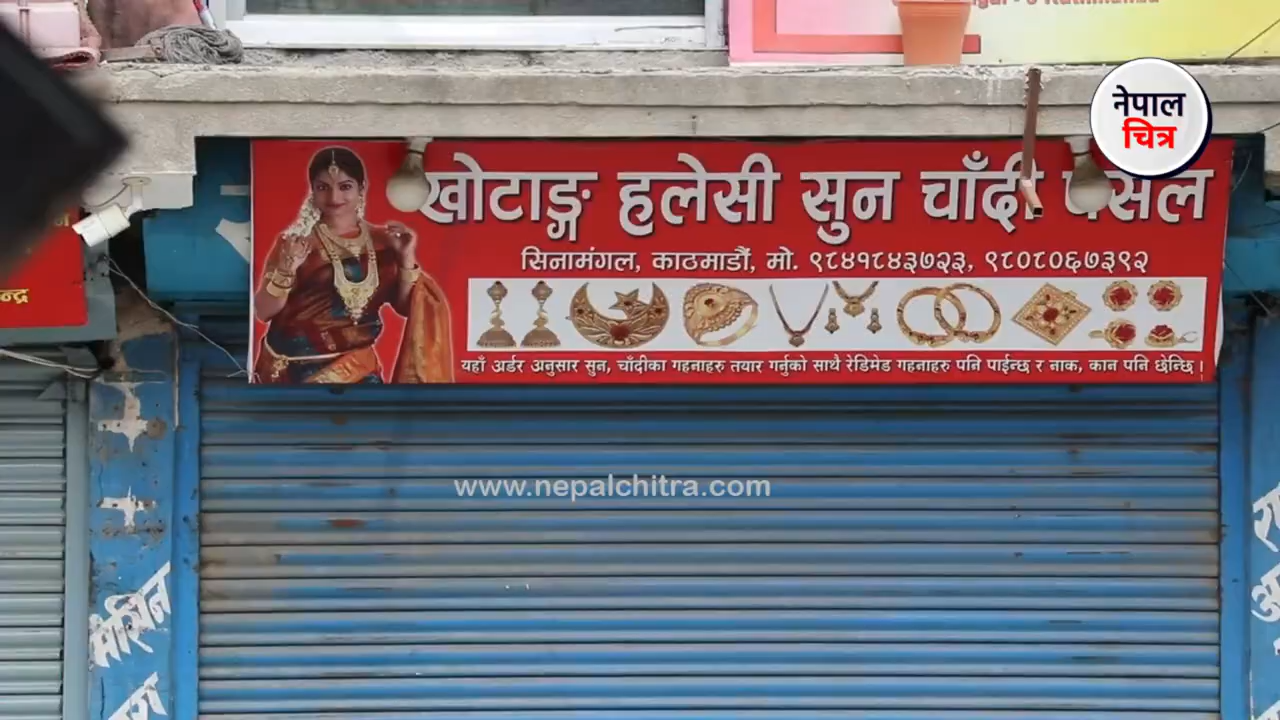 नेपाल
चित्र
खोटाङ्ग हलेसी सुन चाँदी पसल
सिनामंगल, काठमाडौं, मो. ९८४१८४३७२३, ९८०८०६७३९२
यहाँ अर्डर अनुसार सुन, चाँदीका गहनाहरु तयार गर्नुको साथै रेडिमेड गहनाहरु पनि पाईन्छ र नाक, कान पनि छेन्छि।
www.nepalchitra.com
मेशिन